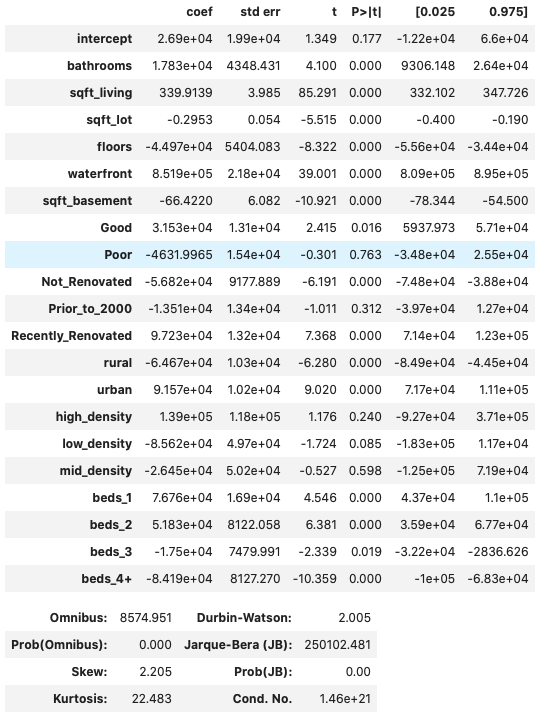 coef std err t P>|t| [0.025 0.975]
intercept 2.69e+04 1.99e+04 1.349 0.177 -1.22e+04 6.6e+04
bathrooms 1.783e+04 4348.431 4.100 0.000 9306.148 2.64e+04
sqft_living 339.9139 3.985 85.291 0.000 332.102 347.726
sqft_lot -0.2953 0.054 -5.515 0.000 -0.400 -0.190
floors -4.497e+04 5404.083 -8.322 0.000 -5.56e+04 -3.44e+04
waterfront 8.519e+05 2.18e+04 39.001 0.000 8.09e+05 8.95e+05
sqft_basement -66.4220 6.082 -10.921 0.000 -78.344 -54.500
Good 3.153e+04 1.31e+04 2.415 0.016 5937.973 5.71e+04
Poor -4631.9965 1.54e+04 -0.301 0.763 -3.48e+04 2.55e+04
Not_Renovated -5.682e+04 9177.889 -6.191 0.000 -7.48e+04 -3.88e+04
Prior_to_2000 -1.351e+04 1.34e+04 -1.011 0.312 -3.97e+04 1.27e+04
Recently_Renovated 9.723e+04 1.32e+04 7.368 0.000 7.14e+04 1.23e+05
rural -6.467e+04 1.03e+04 -6.280 0.000 -8.49e+04 -4.45e+04
urban 9.157e+04 1.02e+04 9.020 0.000 7.17e+04 1.11e+05
high_density 1.39e+05 1.18e+05 1.176 0.240 -9.27e+04 3.71e+05
low_density -8.562e+04 4.97e+04 -1.724 0.085 -1.83e+05 1.17e+04
mid_density -2.645e+04 5.02e+04 -0.527 0.598 -1.25e+05 7.19e+04
beds_1 7.676e+04 1.69e+04 4.546 0.000 4.37e+04 1.1e+05
beds_2 5.183e+04 8122.058 6.381 0.000 3.59e+04 6.77e+04
beds_3 -1.75e+04 7479.991 -2.339 0.019 -3.22e+04 -2836.626
beds_4+ -8.419e+04 8127.270 -10.359 0.000 -1e+05 -6.83e+04
Omnibus: 8574.951 Durbin-Watson: 2.005
Prob(Omnibus): 0.000 Jarque-Bera (JB): 250102.481
Skew: 2.205 Prob(JB): 0.00
Kurtosis: 22.483 Cond. No. 1.46e+21